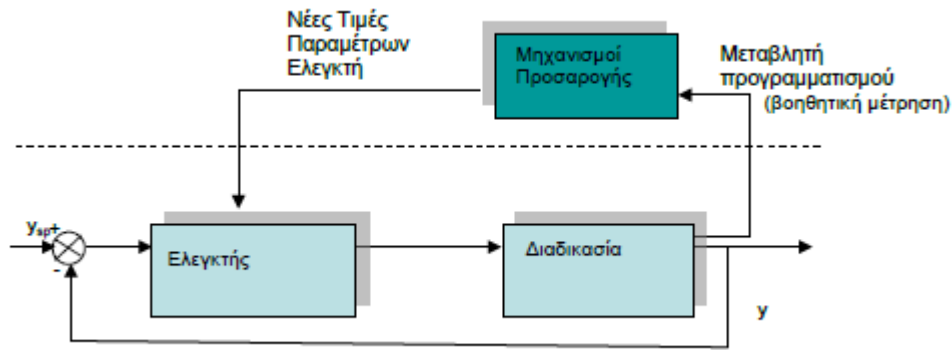 Νέες Τιμές
Παραμέτρων
Ελεγκτή
Μηχανισμοί
Προσαρογής
Μεταβλητή
προγραμματισμού
(βοηθητική μέτρηση)
ysp+
-
Ελεγκτής
Διαδικασία
y